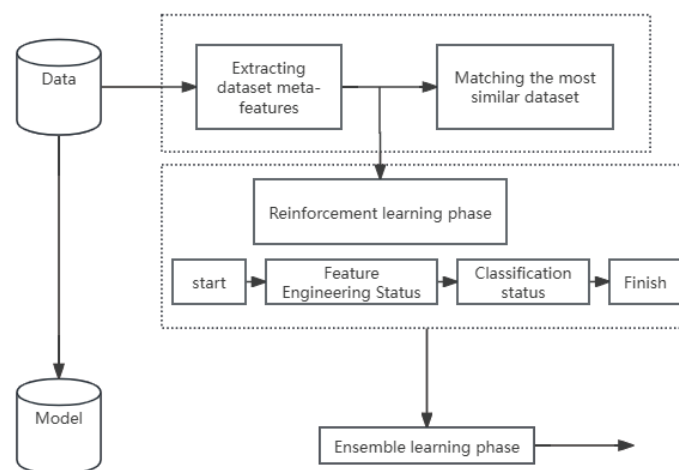 Data
Extracting
dataset meta-
features
Matching the most
similar dataset
Reinforcement learning phase
start
Feature
Engineering Status
Classification
status
Finish
Model
Ensemble learning phase